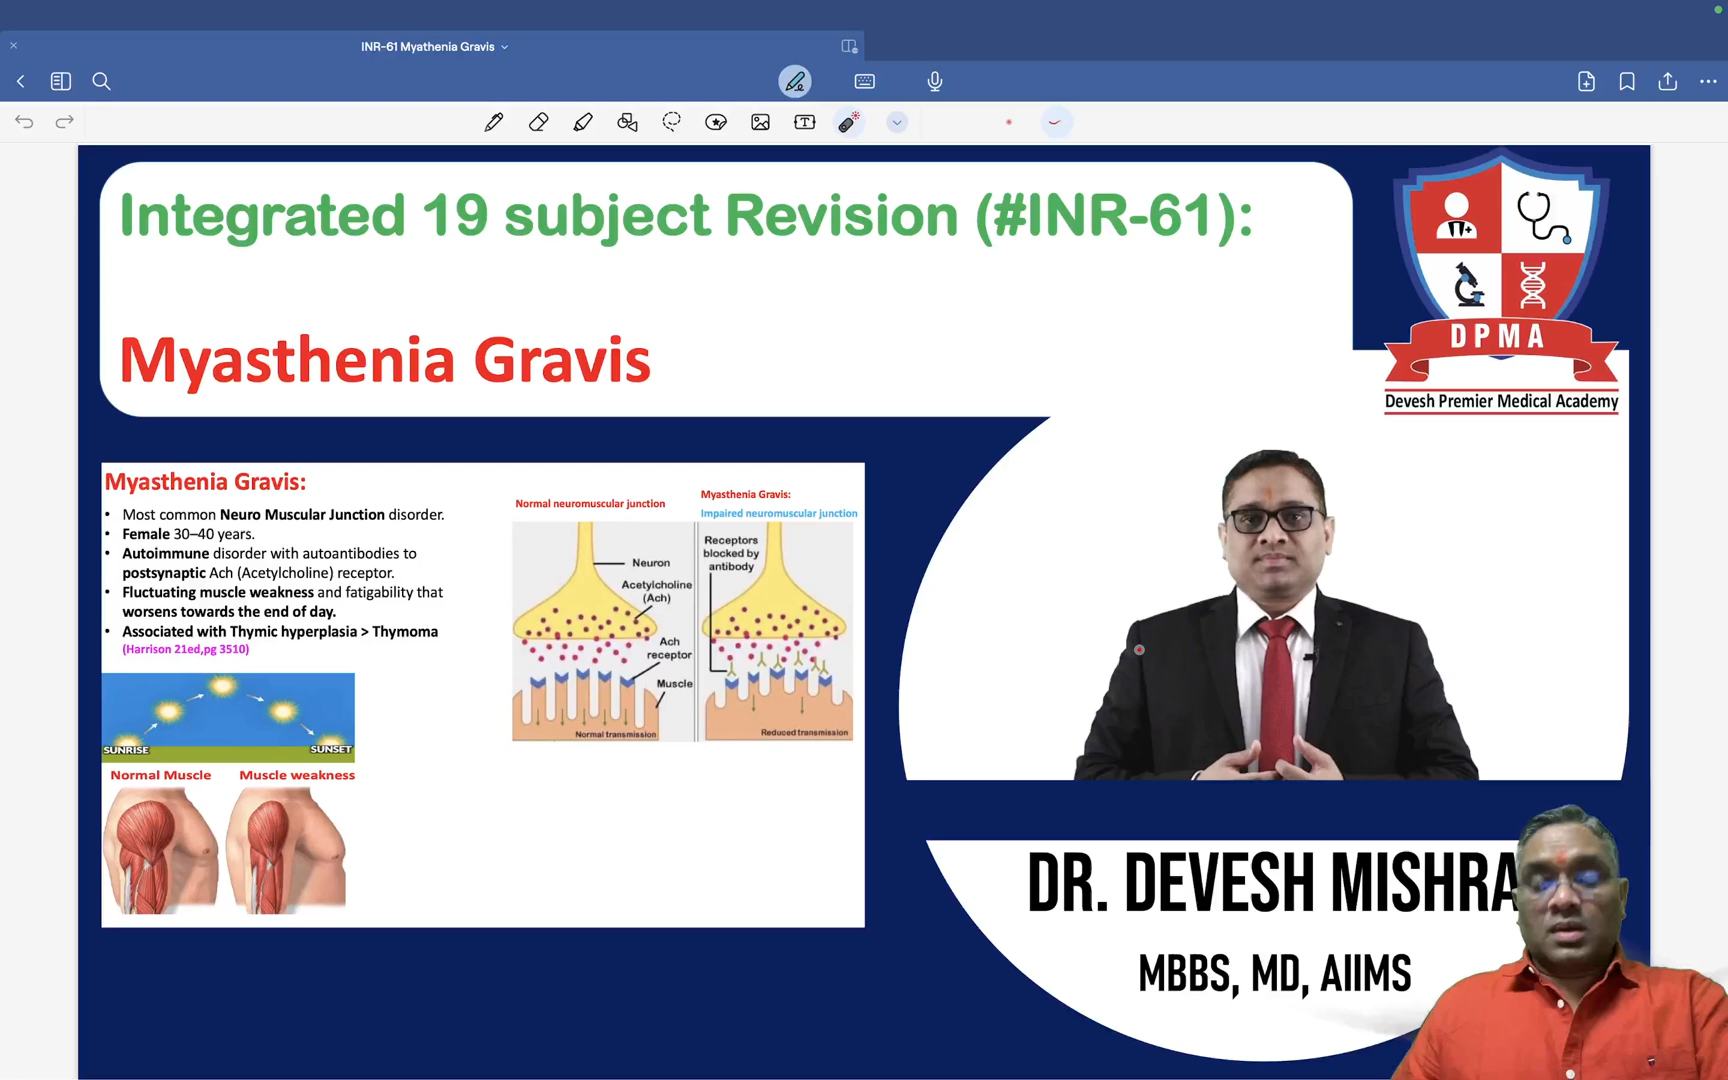 INR-61 Myathenia Gravis
Integrated 19 subject Revision (#INR-61):
Myasthenia Gravis
DPMA
Devesh Premier Medical Academy
Myasthenia Gravis:
• Most common Neuro Muscular Junction disorder.
• Female 30–40 years.
• Autoimmune disorder with autoantibodies to
postsynaptic Ach (Acetylcholine) receptor.
• Fluctuating muscle weakness and fatigability that
worsens towards the end of day.
• Associated with Thymic hyperplasia > Thymoma
(Harrison 21ed,pg 3510)
Normal neuromuscular junction
Myasthenia Gravis:
Impaired neuromuscular junction
Neuron
Acetylcholine
(Ach)
Ach
receptor
Muscle
Normal transmission
Receptors
blocked by
antibody
Reduced transmission
SUNRISE
SUNSET
Normal Muscle
Muscle weakness
DR. DEVESH MISHRA
MBBS, MD, AIIMS